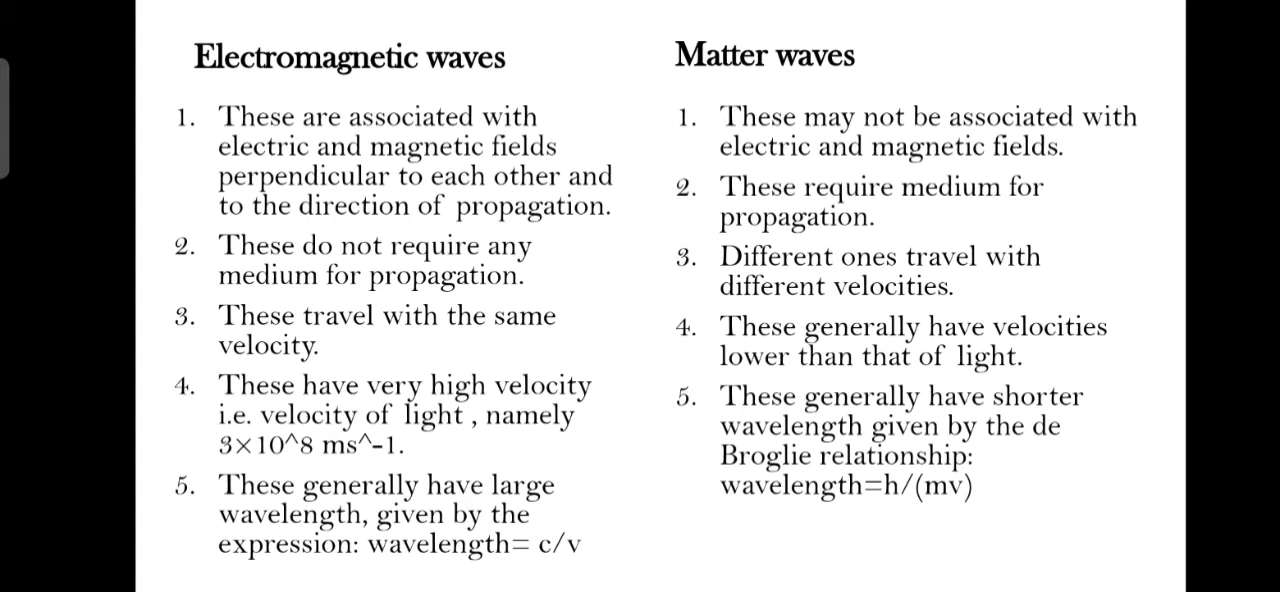 Electromagnetic waves
1. These are associated with
electric and magnetic fields
perpendicular to each other and
to the direction of propagation.
2. These do not require any
medium for propagation.
3. These travel with the same
velocity.
4. These have very high velocity
i.e. velocity of light , namely
3×10^8 ms^-1.
5. These generally have large
wavelength, given by the
expression: wavelength= c/v
Matter waves
1. These may not be associated with
electric and magnetic fields.
2. These require medium for
propagation.
3. Different ones travel with
different velocities.
4. These generally have velocities
lower than that of light.
5. These generally have shorter
wavelength given by the de
Broglie relationship:
wavelength=h/(mv)